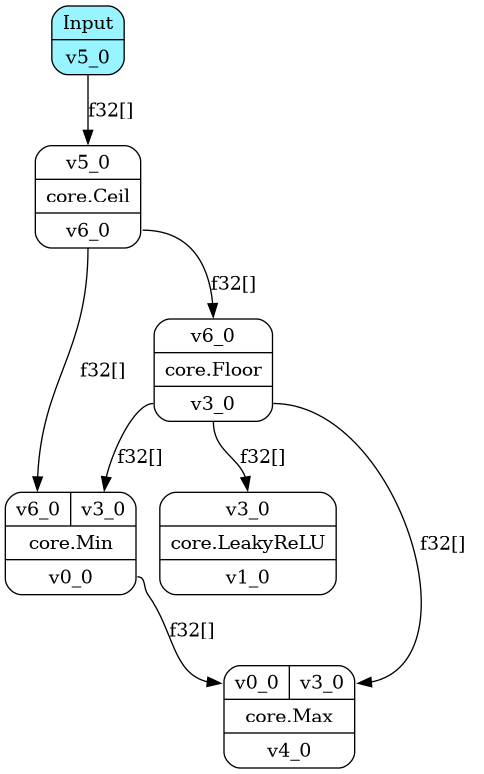 Input
v5_0
f32[]
v5_0
core.Ceil
v6_0
f32[]
v6_0
f32[]
core.Floor
v3_0
f32[]
f32[]
v6_0 v3_0
v3_0
core.Min
core.LeakyReLU
f32[]
v0_0
v1_0
f32[]
v0_0 v3_0
core.Max
v4_0